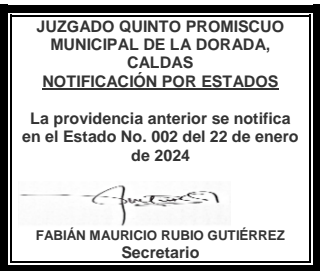 JUZGADO QUINTO PROMISCUO
MUNICIPAL DE LA DORADA,
CALDAS
NOTIFICACIÓN POR ESTADOS
La providencia anterior se notifica
en el Estado No. 002 del 22 de enero
de 2024
FABIÁN MAURICIO RUBIO GUTIÉRREZ
Secretario